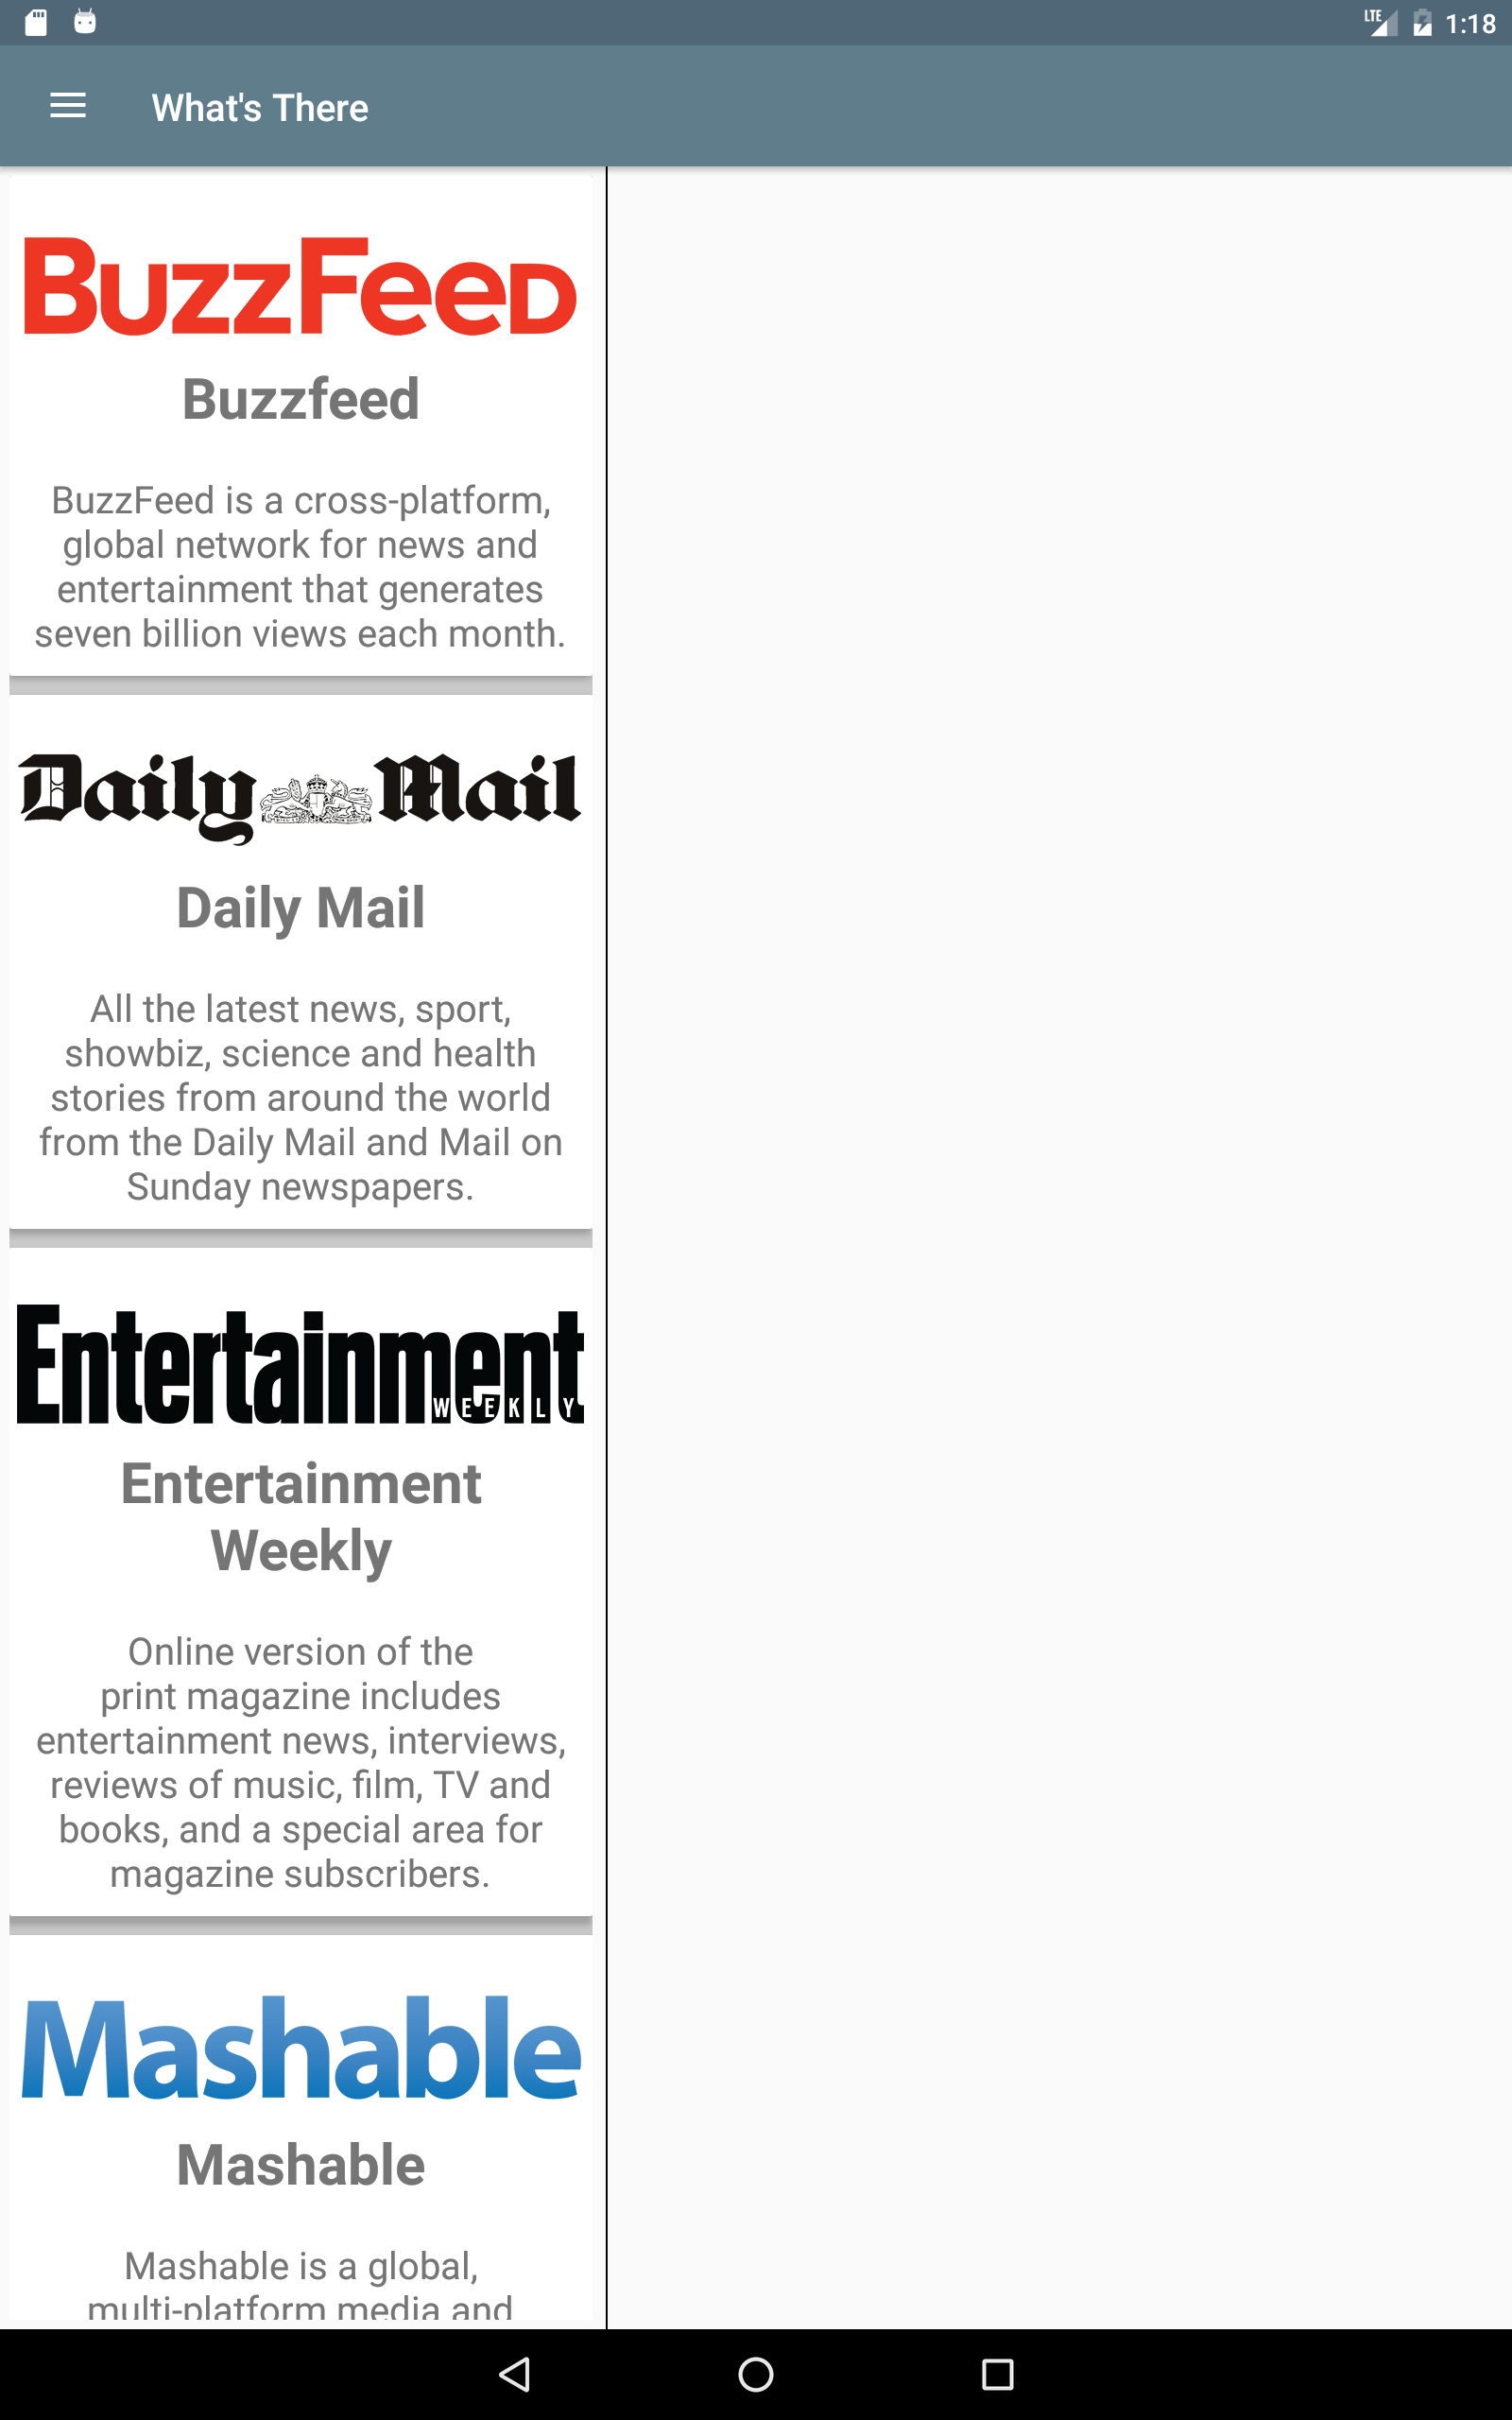 LTE 1:18
What's There
BuzzFeeD
Buzzfeed
BuzzFeed is a cross-platform,
global network for news and
entertainment that generates
seven billion views each month.
Daily Mail
Daily Mail
All the latest news, sport,
showbiz, science and health
stories from around the world
from the Daily Mail and Mail on
Sunday newspapers.
Entertainment
WEEKLY
Entertainment
Weekly
Online version of the
print magazine includes
entertainment news, interviews,
reviews of music, film, TV and
books, and a special area for
magazine subscribers.
Mashable
Mashable
Mashable is a global,
multi-platform media and